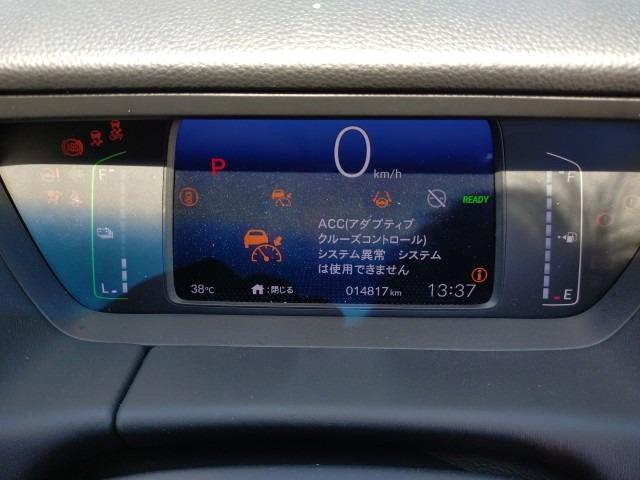 ABS
F
F
P
0
km/h
READY
ACC(アダプティブ
クルーズコントロール)
システム異常 システム
は使用できません
L
E
38℃
:閉じる
014817km
13:37